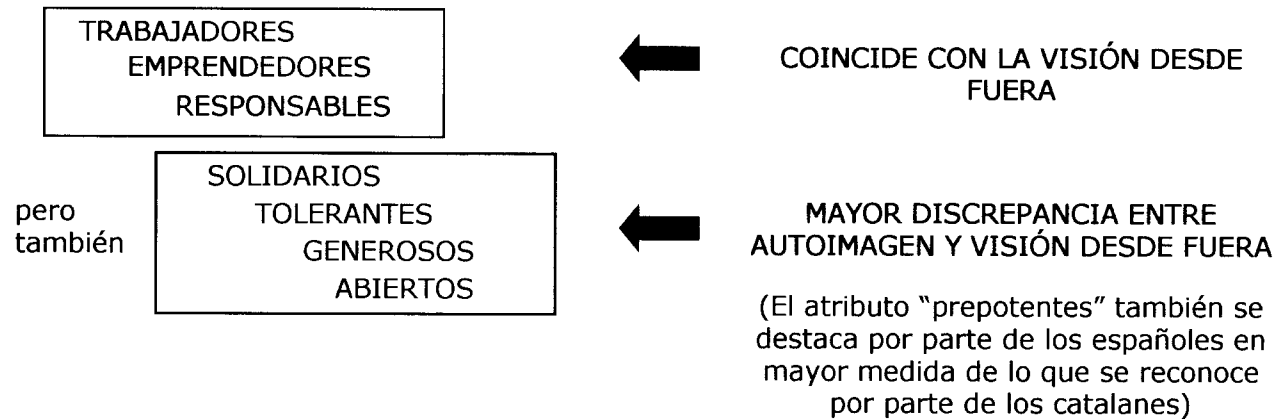 TRABAJADORES
EMPRENDEDORES
RESPONSABLES
COINCIDE CON LA VISIÓN DESDE
FUERA
pero
también
SOLIDARIOS
TOLERANTES
GENEROSOS
ABIERTOS
MAYOR DISCREPANCIA ENTRE
AUTOIMAGEN Y VISIÓN DESDE FUERA
(El atributo "prepotentes" también se
destaca por parte de los españoles en
mayor medida de lo que se reconoce
por parte de los catalanes)